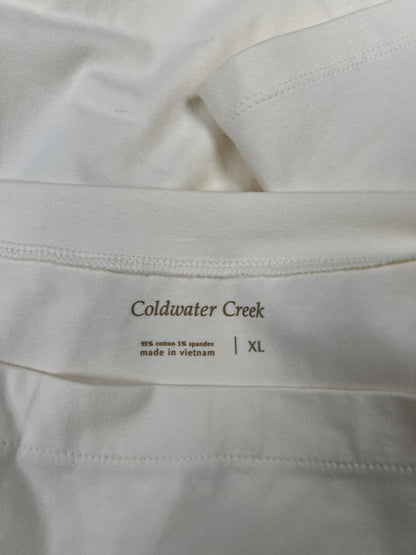 Coldwater Creek
95% cotton 5% spandex
made in vietnam | XL